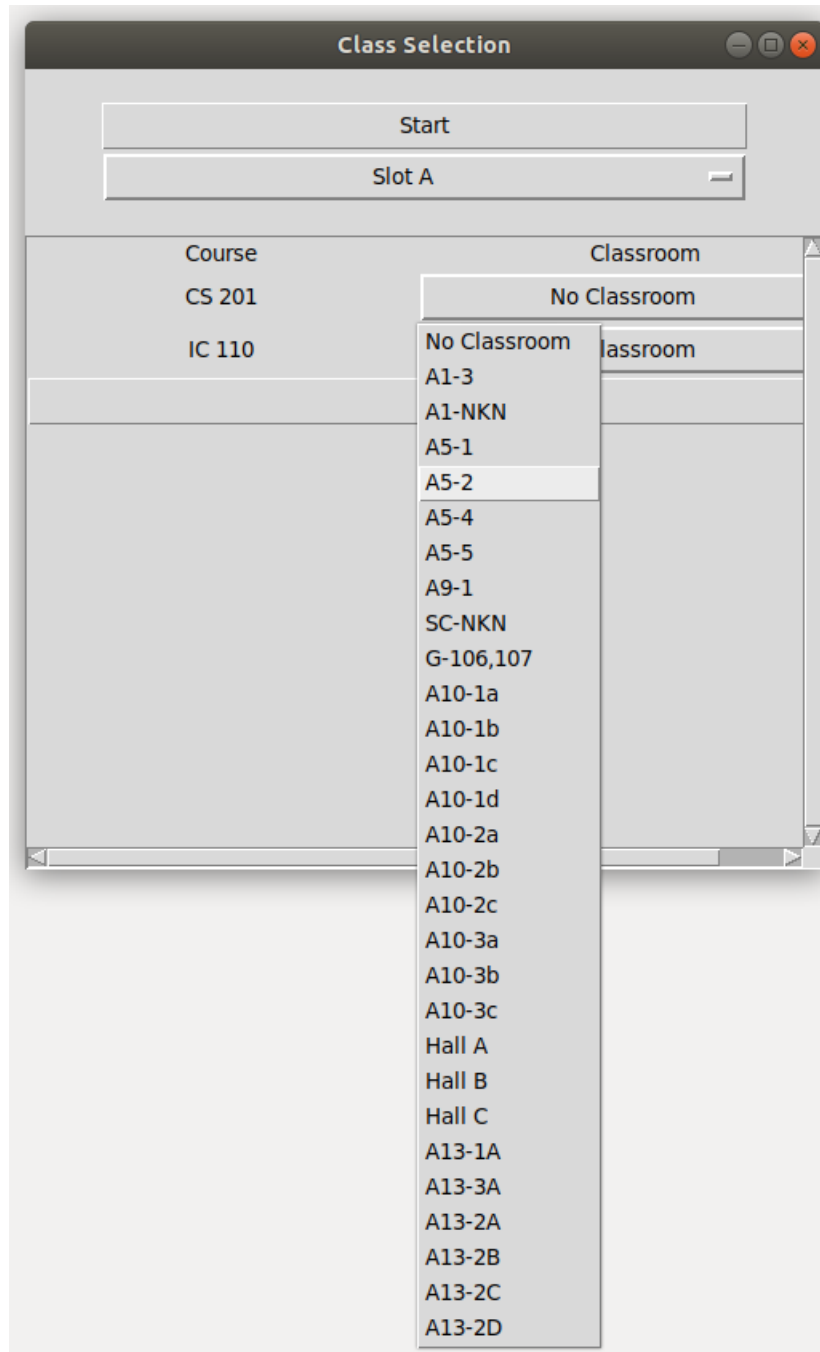 Class Selection
Start
Slot A
Course Classroom
CS 201 No Classroom
IC 110 lassroom
No Classroom
A1-3
A1-NKN
A5-1
A5-2
A5-4
A5-5
A9-1
SC-NKN
G-106,107
A10-1a
A10-1b
A10-1c
A10-1d
A10-2a
A10-2b
A10-2c
A10-3a
A10-3b
A10-3c
Hall A
Hall B
Hall C
A13-1A
A13-3A
A13-2A
A13-2B
A13-2C
A13-2D